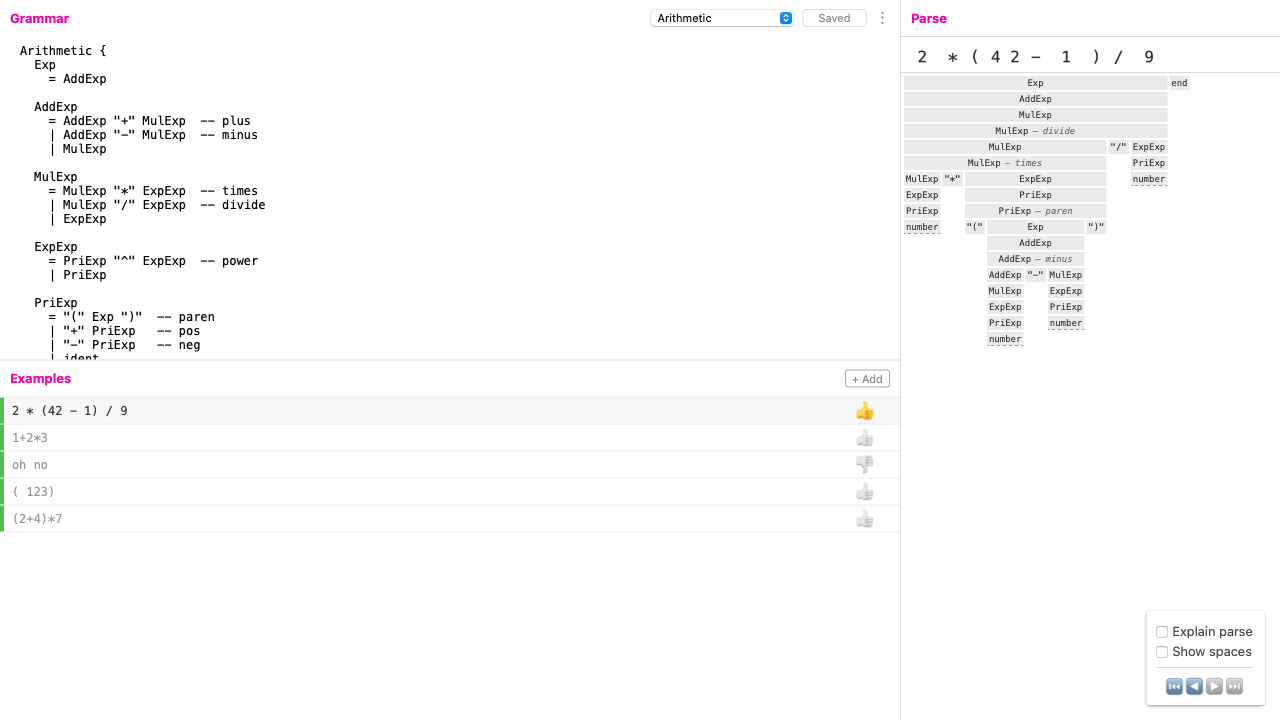 Grammar
Arithmetic
Saved
Arithmetic {
Exp
= AddExp
AddExp
= AddExp "+" MulExp -- plus
| AddExp "-" MulExp -- minus
| MulExp
MulExp
= MulExp "*" ExpExp -- times
| MulExp "/" ExpExp -- divide
| ExpExp
ExpExp
= PriExp "^" ExpExp -- power
| PriExp
PriExp
= "(" Exp ")" -- paren
| "+" PriExp -- pos
| "-" PriExp -- neg
| ident
Examples
+ Add
2 * (42 - 1) / 9
1+2*3
oh no
( 123)
(2+4)*7
Parse
2 * ( 4 2 - 1 ) / 9
Exp end
AddExp
MulExp
MulExp – divide
MulExp "/" ExpExp
MulExp – times PriExp
MulExp "*" ExpExp number
ExpExp PriExp
PriExp PriExp – paren
number "(" Exp ")"
AddExp
AddExp – minus
AddExp "-" MulExp
MulExp ExpExp
ExpExp PriExp
PriExp number
number
Explain parse
Show spaces